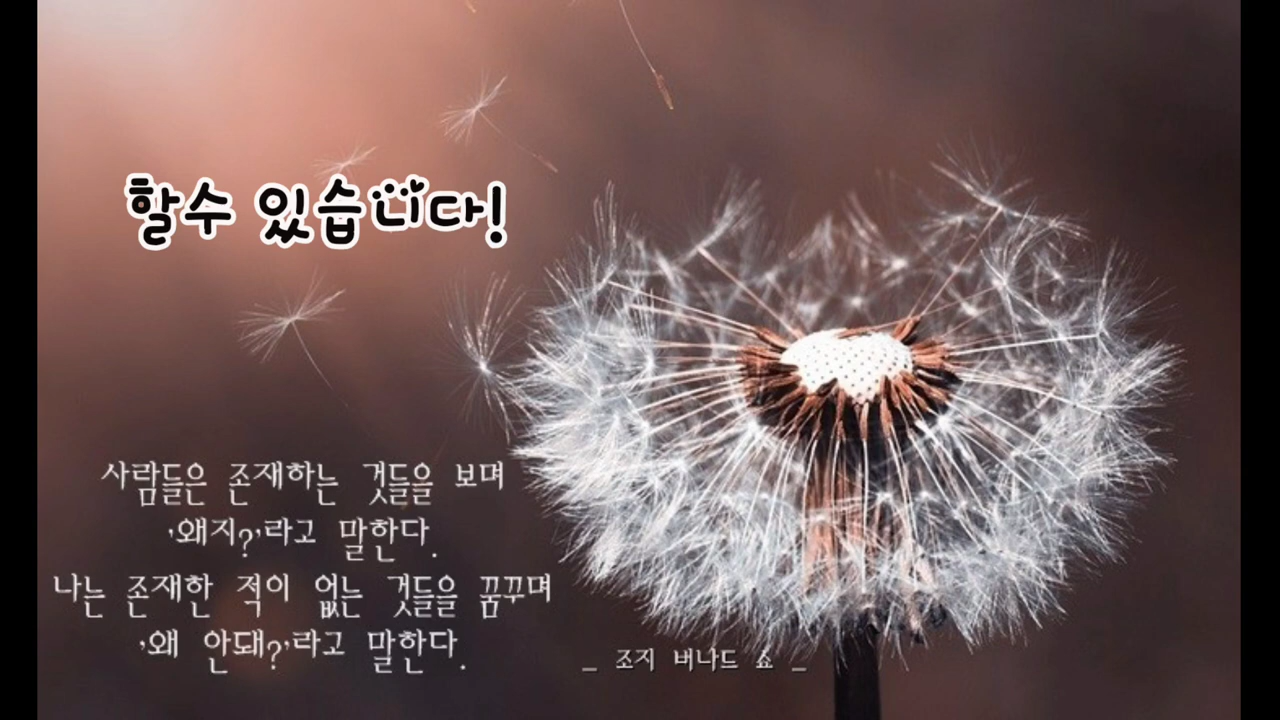 할수 있습니다!
사람들은 존재하는 것들을 보며
'왜지?'라고 말한다.
나는 존재한 적이 없는 것들을 꿈꾸며
'왜 안돼?'라고 말한다.
_ 조지 버나드 쇼 _